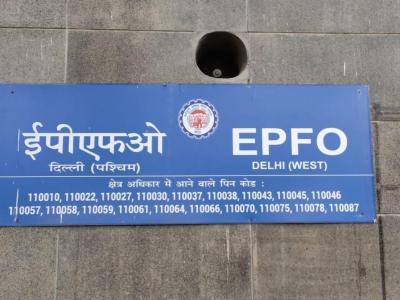 ईपीएफओ EPFO
दिल्ली (पश्चिम) DELHI (WEST)
क्षेत्र अधिकार में आने वाले पिन कोड :
110010, 110022, 110027, 110030, 110037, 110038, 110043, 110045, 110046
110057, 110058, 110059, 110061, 110064, 110066, 110070, 110075, 110078, 110087